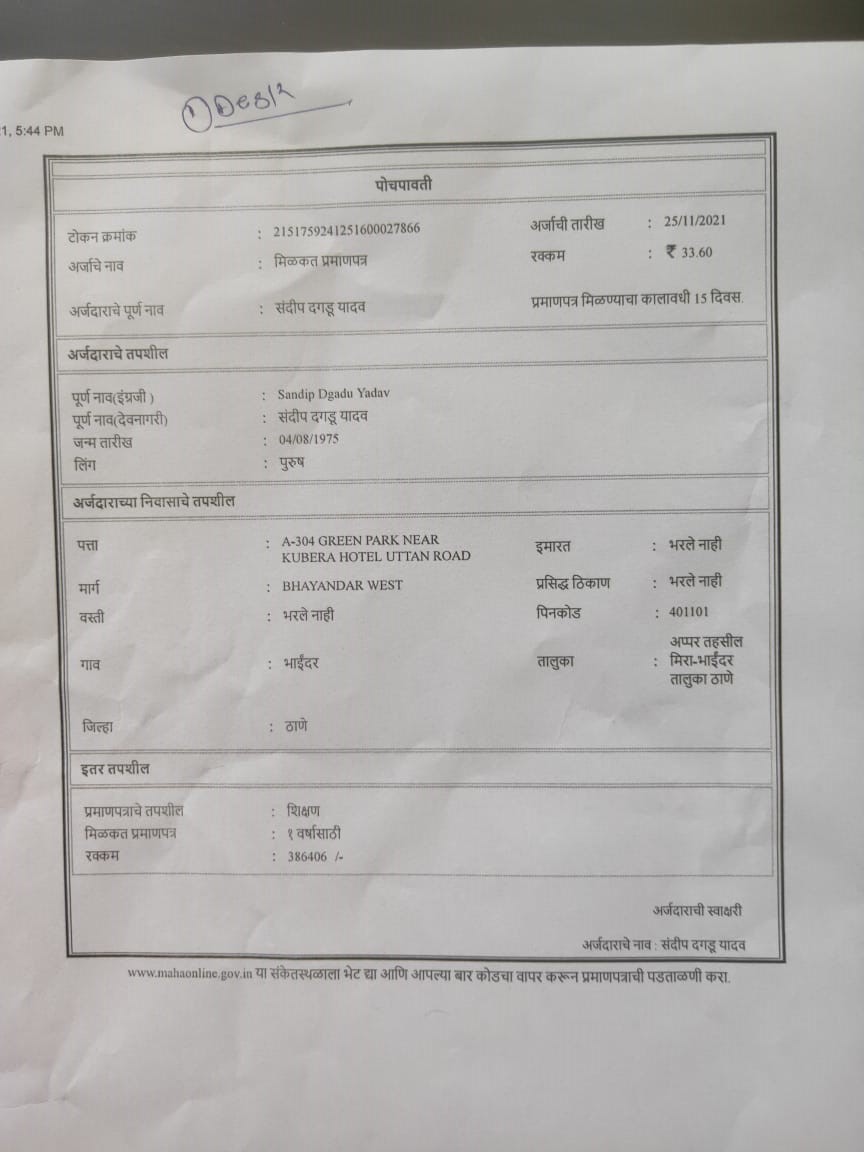 ① Desk
1, 5:44 PM
पोचपावती
टोकन क्रमांक : 2151759241251600027866 अर्जाची तारीख : 25/11/2021
अर्जाचे नाव : मिळकत प्रमाणपत्र रक्कम : ₹ 33.60
अर्जदाराचे पूर्ण नाव : संदीप दगडू यादव प्रमाणपत्र मिळण्याचा कालावधी 15 दिवस.
अर्जदाराचे तपशील
पूर्ण नाव(इंग्रजी ) : Sandip Dgadu Yadav
पूर्ण नाव(देवनागरी) : संदीप दगडू यादव
जन्म तारीख : 04/08/1975
लिंग : पुरुष
अर्जदाराच्या निवासाचे तपशील
पत्ता : A-304 GREEN PARK NEAR इमारत : भरले नाही
KUBERA HOTEL UTTAN ROAD
मार्ग : BHAYANDAR WEST प्रसिद्ध ठिकाण : भरले नाही
वस्ती : भरले नाही पिनकोड : 401101
गाव : भाईंदर तालुका : अप्पर तहसील
मिरा-भाईंदर
तालुका ठाणे
जिल्हा : ठाणे
इतर तपशील
प्रमाणपत्राचे तपशील : शिक्षण
मिळकत प्रमाणपत्र : १ वर्षासाठी
रक्कम : 386406 /-
अर्जदाराची स्वाक्षरी
अर्जदाराचे नाव : संदीप दगडू यादव
www.mahaonline.gov.in या संकेतस्थळाला भेट द्या आणि आपल्या बार कोडचा वापर करून प्रमाणपत्राची पडताळणी करा.